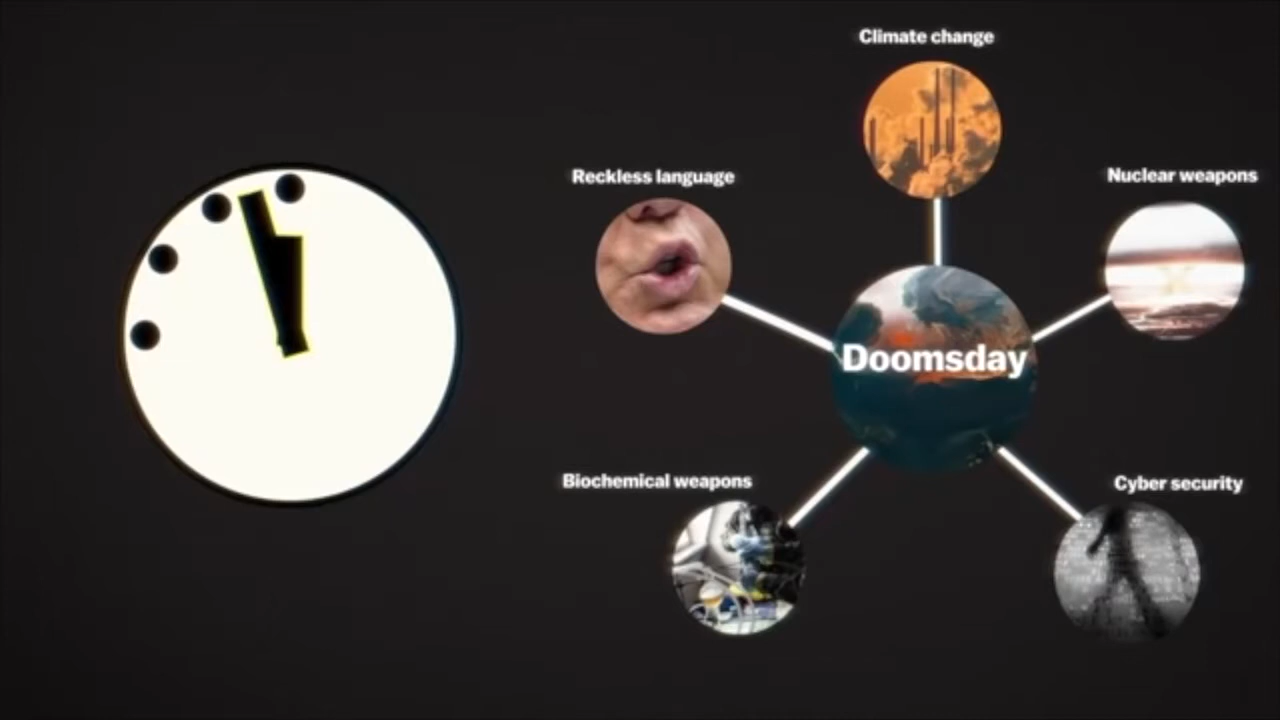 Climate change
Reckless language
Nuclear weapons
Doomsday
Biochemical weapons
Cyber security